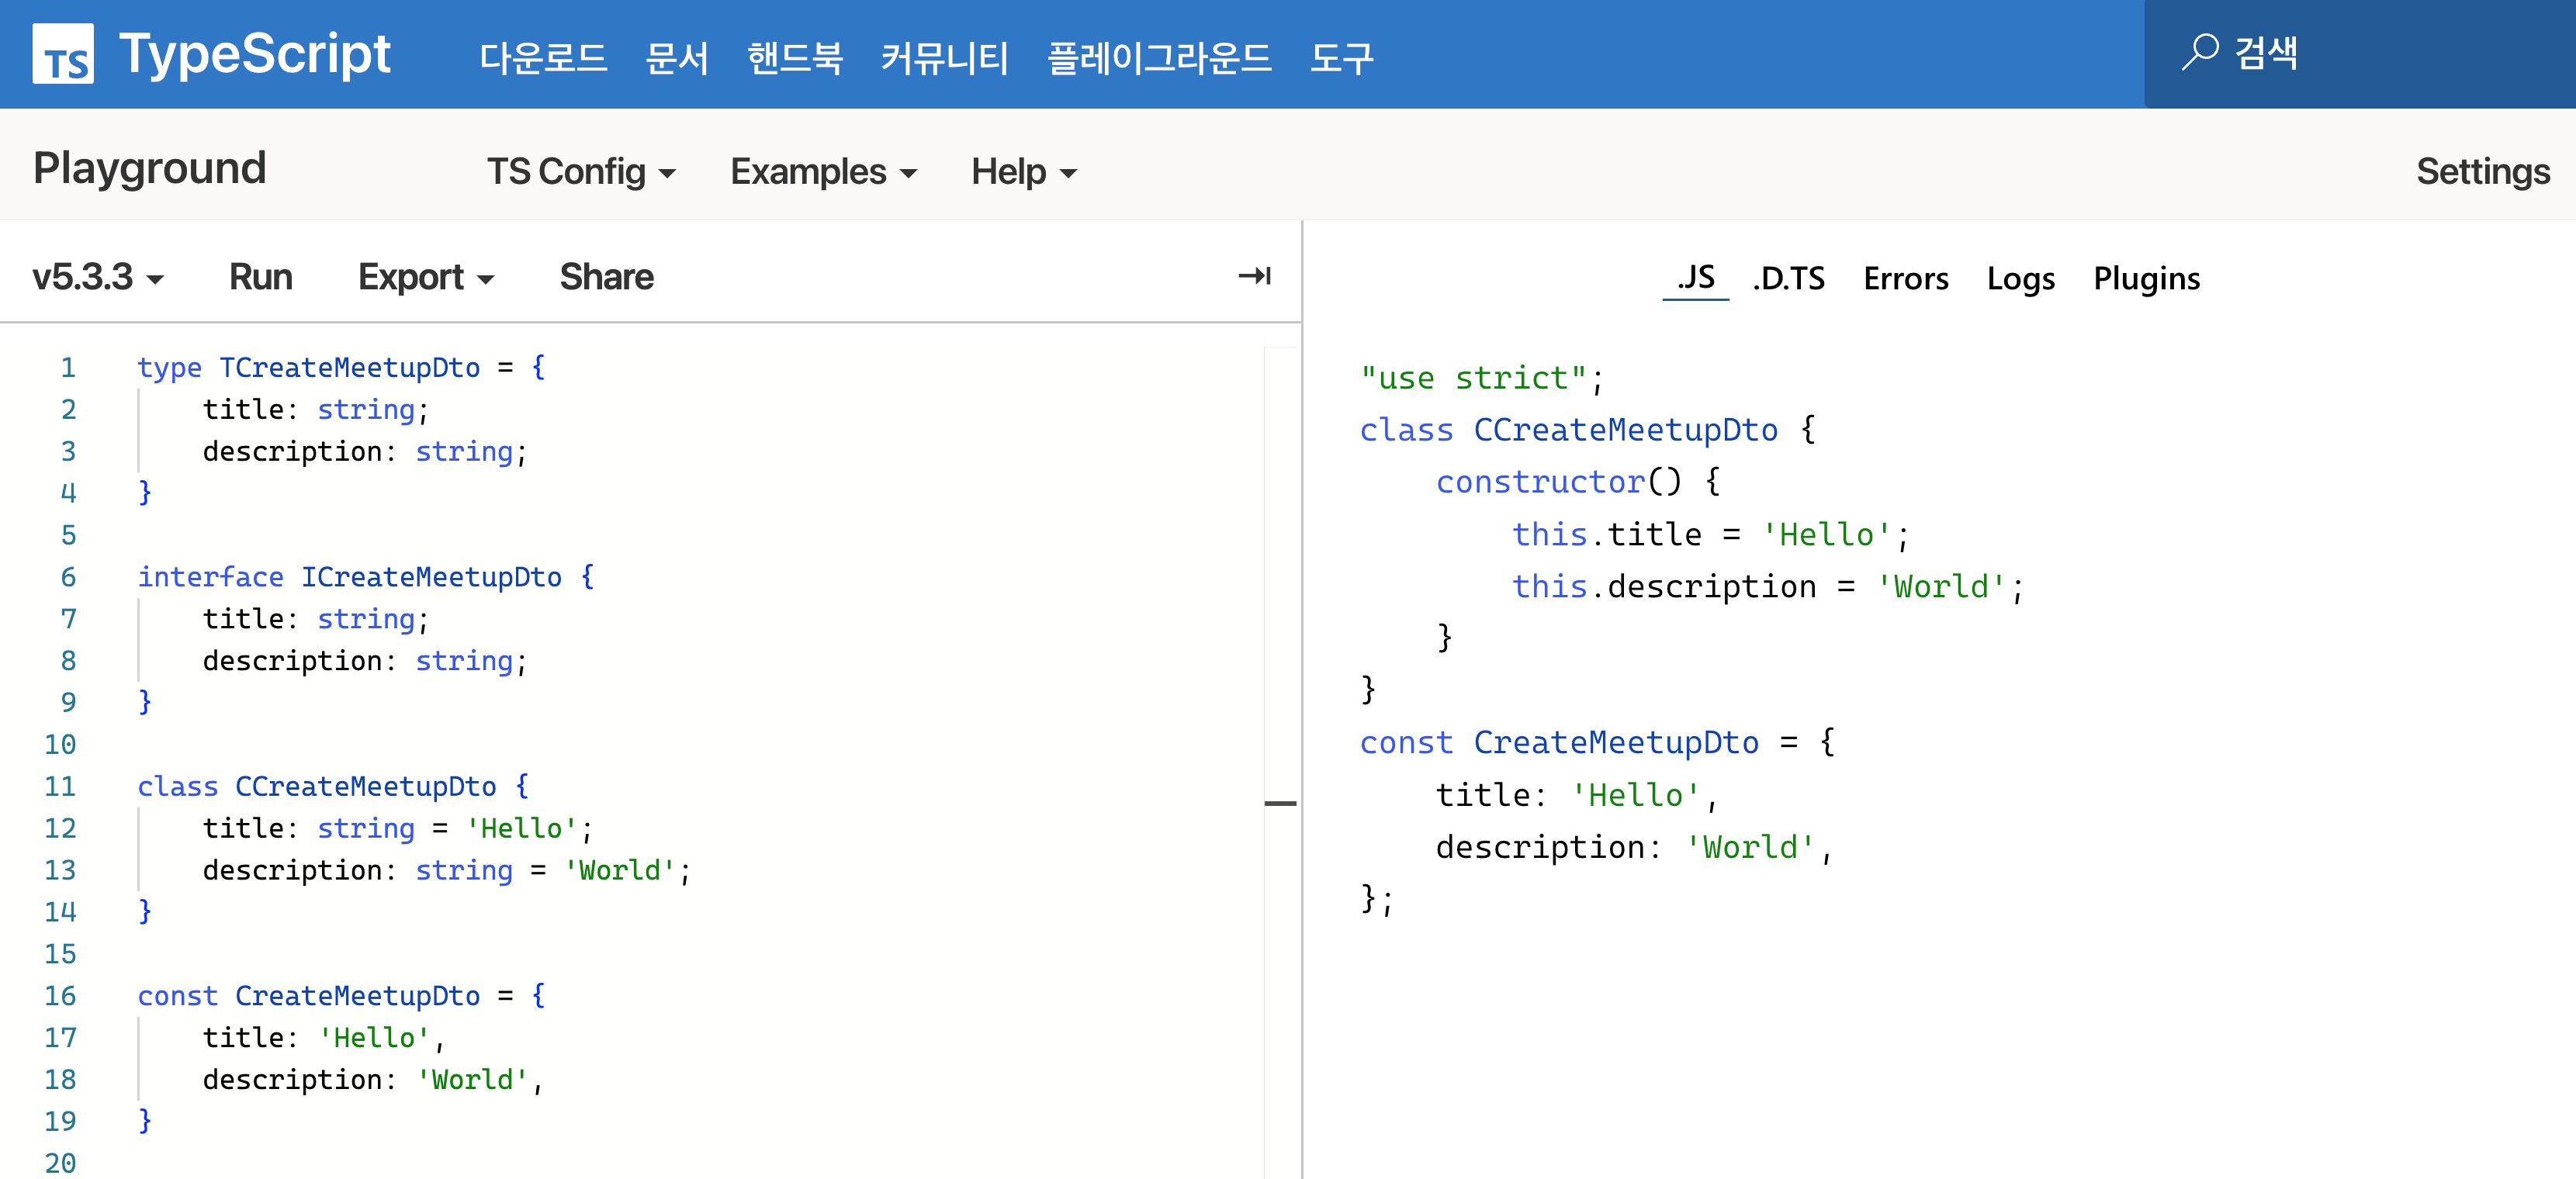 TS TypeScript 다운로드 문서 핸드북 커뮤니티 플레이그라운드 도구 검색
Playground TS Config Examples Help Settings
v5.3.3 Run Export Share
1 type TCreateMeetupDto = {
2     title: string;
3     description: string;
4 }
5
6 interface ICreateMeetupDto {
7     title: string;
8     description: string;
9 }
10
11 class CCreateMeetupDto {
12     title: string = 'Hello';
13     description: string = 'World';
14 }
15
16 const CreateMeetupDto = {
17     title: 'Hello',
18     description: 'World',
19 }
20
.JS .D.TS Errors Logs Plugins
"use strict";
class CCreateMeetupDto {
    constructor() {
        this.title = 'Hello';
        this.description = 'World';
    }
}
const CreateMeetupDto = {
    title: 'Hello',
    description: 'World',
};